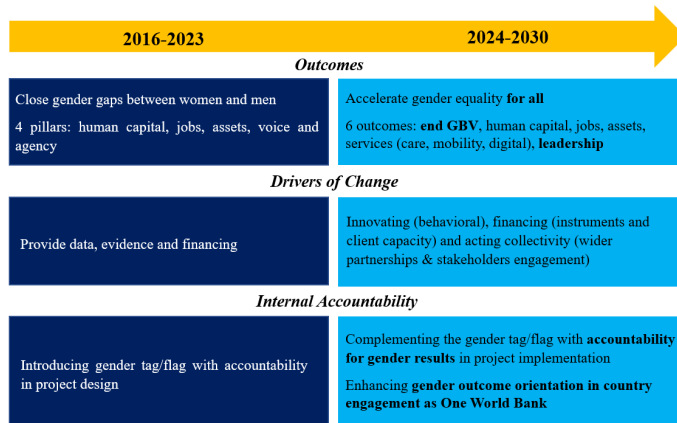 2016-2023
2024-2030
Outcomes
Close gender gaps between women and men
4 pillars: human capital, jobs, assets, voice and
agency
Accelerate gender equality for all
6 outcomes: end GBV, human capital, jobs, assets,
services (care, mobility, digital), leadership
Drivers of Change
Provide data, evidence and financing
Innovating (behavioral), financing (instruments and
client capacity) and acting collectivity (wider
partnerships & stakeholders engagement)
Internal Accountability
Introducing gender tag/flag with accountability
in project design
Complementing the gender tag/flag with accountability
for gender results in project implementation
Enhancing gender outcome orientation in country
engagement as One World Bank